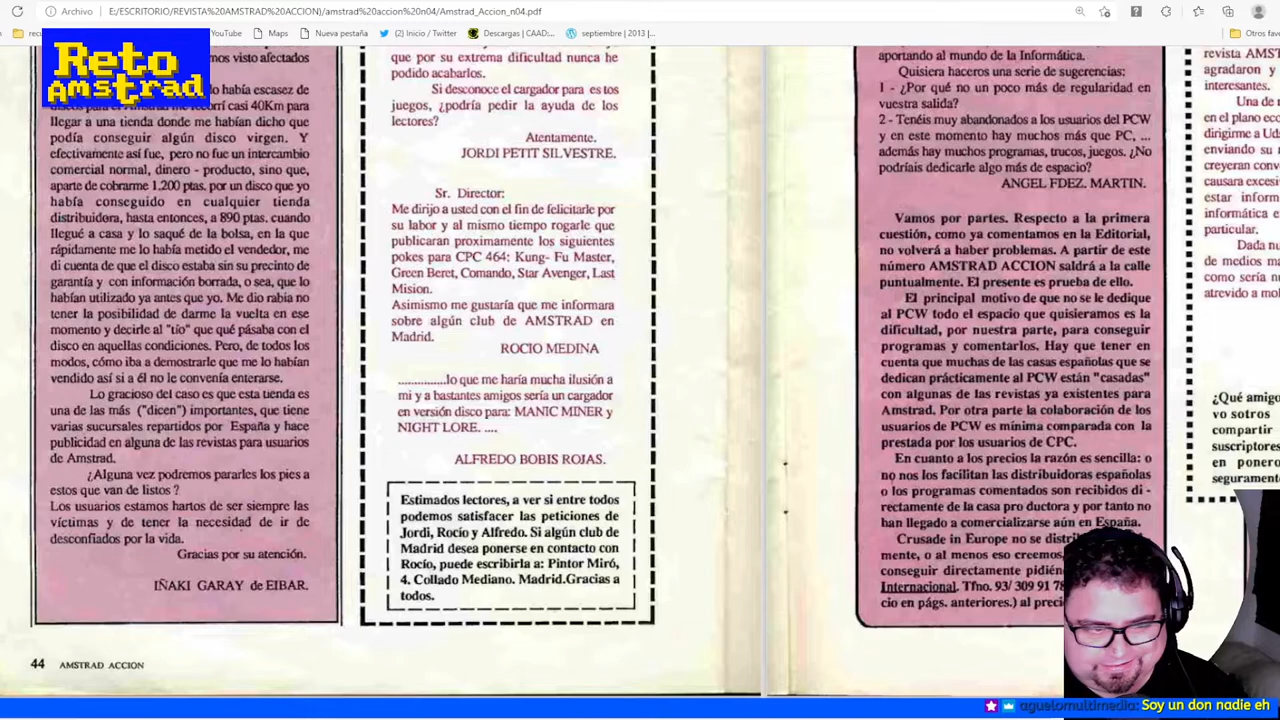 Archivo
E:/ESCRITORIO/REVISTA%20AMSTRAD%20ACCION)/amstrad%20accion%20n04/Amstrad_Accion_n04.pdf
YouTube
Maps
Nueva pestaña
(2) Inicio / Twitter
Descargas (CAAD:...
septiembre | 2013 |...
Otros fav
Reto
Amstrad
mos visto afectados
do había escasez de
corrí casi 40Km para
llegar a una tienda donde me habían dicho que
podía conseguir algún disco virgen. Y
efectivamente así fue, pero no fue un intercambio
comercial normal, dinero - producto, sino que,
aparte de cobrarme 1.200 ptas. por un disco que yo
había conseguido en cualquier tienda
distribuidora, hasta entonces, a 890 ptas. cuando
llegué a casa y lo saqué de la bolsa, en la que
rápidamente me lo había metido el vendedor, me
di cuenta de que el disco estaba sin su precinto de
garantía y con información borrada, o sea, que lo
habían utilizado ya antes que yo. Me dio rabia no
tener la posibilidad de darme la vuelta en ese
momento y decirle al "tío" que qué pásaba con el
disco en aquellas condiciones. Pero, de todos los
modos, cómo iba a demostrarle que me lo habían
vendido así si a él no le convenía enterarse.
Lo gracioso del caso es que esta tienda es
una de las más ("dicen") importantes, que tiene
varias sucursales repartidos por España y hace
publicidad en alguna de las revistas para usuarios
de Amstrad.
¿Alguna vez podremos pararles los pies a
estos que van de listos ?
Los usuarios estamos hartos de ser siempre las
víctimas y de tener la necesidad de ir de
desconfiados por la vida.
Gracias por su atención.
IÑAKI GARAY de EIBAR.
44 AMSTRAD ACCION
que por su extrema dificultad nunca he
podido acabarlos.
Si desconoce el cargador para es tos
juegos, ¿podría pedir la ayuda de los
lectores?
Atentamente.
JORDI PETIT SILVESTRE.
Sr. Director:
Me dirijo a usted con el fin de felicitarle por
su labor y al mismo tiempo rogarle que
publicaran proximamente los siguientes
pokes para CPC 464: Kung- Fu Master,
Green Beret, Comando, Star Avenger, Last
Mision.
Asimismo me gustaría que me informara
sobre algún club de AMSTRAD en
Madrid.
ROCIO MEDINA
................lo que me haría mucha ilusión a
mi y a bastantes amigos sería un cargador
en versión disco para: MANIC MINER y
NIGHT LORE. ....
ALFREDO BOBIS ROJAS.
Estimados lectores, a ver si entre todos
podemos satisfacer las peticiones de
Jordi, Rocío y Alfredo. Si algún club de
Madrid desea ponerse en contacto con
Rocío, puede escribirla a: Pintor Miró,
4. Collado Mediano. Madrid.Gracias a
todos.
aportando al mundo de la Informática.
Quisiera haceros una serie de sugerencias:
1 - ¿Por qué no un poco más de regularidad en
vuestra salida?
2 - Tenéis muy abandonados a los usuarios del PCW
y en este momento hay muchos más que PC, ...
además hay muchos programas, trucos, juegos. ¿No
podríais dedicarle algo más de espacio?
ANGEL FDEZ. MARTIN.
Vamos por partes. Respecto a la primera
cuestión, como ya comentamos en la Editorial,
no volverá a haber problemas. A partir de este
número AMSTRAD ACCION saldrá a la calle
puntualmente. El presente es prueba de ello.
El principal motivo de que no se le dedique
al PCW todo el espacio que quisieramos es la
dificultad, por nuestra parte, para conseguir
programas y comentarlos. Hay que tener en
cuenta que muchas de las casas españolas que se
dedican prácticamente al PCW están "casadas"
con algunas de las revistas ya existentes para
Amstrad. Por otra parte la colaboración de los
usuarios de PCW es mínima comparada con la
prestada por los usuarios de CPC.
En cuanto a los precios la razón es sencilla: o
no nos los facilitan las distribuidoras españolas
o los programas comentados son recibidos di -
rectamente de la casa pro ductora y por tanto no
han llegado a comercializarse aún en España.
Crusade in Europe no se distri
mente, o al menos eso creemos,
conseguir directamente pidién
Internacional. Tfno. 93/ 309 91 78
cio en págs. anteriores.) al preci
revista AMST
agradaron y
interesantes.
Una de
en el plano eco
dirigirme a Uds
enviando su
creyeran conv
causara excesi
estar inform
informática e
particular.
Dada nu
de medios ma
como sería n
atrevido a mol
¿Qué amigo
vo sotros
compartir
suscriptores
en ponero
seguramente
aguelomultimedia: Soy un don nadie eh